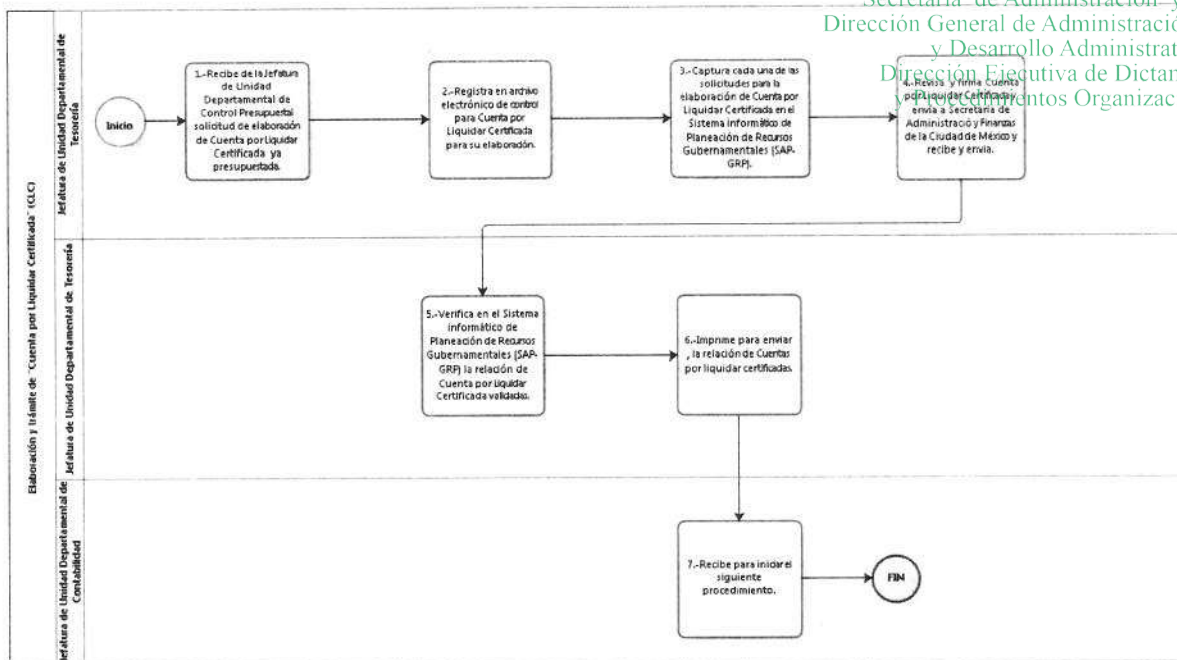 Secretaría de Administración y
Dirección General de Administració
y Desarrollo Administrat
Dirección Ejecutiva de Dictam
y Procedimientos Organizac
Elaboración y trámite de "Cuenta por Liquidar Certificada" (CLC)
Jefatura de Unidad Departamental de
Tesorería
Inicio
1.-Recibe de la Jefatura
de Unidad
Departamental de
Control Presupuestal
solicitud de elaboración
de Cuenta por Liquidar
Certificada ya
presupuestada.
2.-Registra en archivo
electrónico de control
para Cuenta por
Liquidar Certificada
para su elaboración.
3.-Captura cada una de las
solicitudes para la
elaboración de Cuenta por
Liquidar Certificada en el
Sistema informático de
Planeación de Recursos
Gubernamentales (SAP-
GRP).
4.-Revisa y firma Cuenta
por Liquidar Certificada y
envía a Secretaría de
Administració y Finanzas
de la Ciudad de México y
recibe y envia.
Jefatura de Unidad Departamental de Tesorería
5.-Verifica en el Sistema
informático de
Planeación de Recursos
Gubernamentales (SAP-
GRP) la relación de
Cuenta por Liquidar
Certificada validadas.
6.-Imprime para enviar
, la relación de Cuentas
por liquidar certificadas.
Jefatura de Unidad Departamental de
Contabilidad
7.-Recibe para iniciar el
siguiente
procedimiento.
FIN